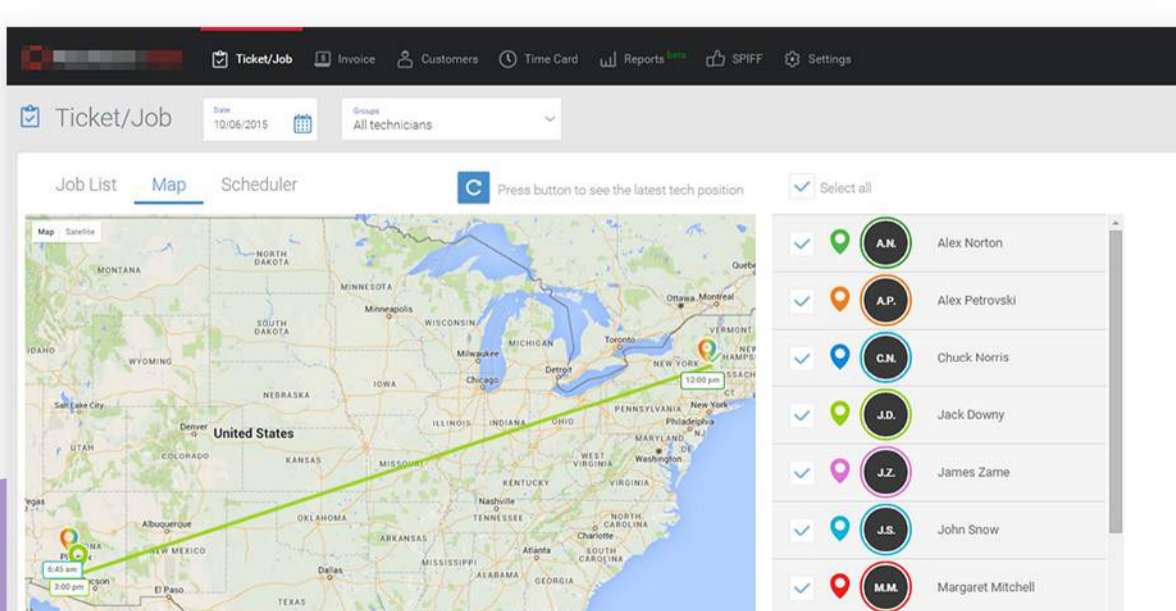 Ticket/Job Invoice Customers Time Card Reports beta SPIFF Settings
Ticket/Job
Date
10/06/2015
Groups
All technicians
Job List Map Scheduler
Press button to see the latest tech position
Select all
Map Satellite
MONTANA
NORTH
DAKOTA
MINNESOTA
Minneapolis
SOUTH
DAKOTA
WISCONSIN
MICHIGAN
Ottawa
Montreal
Toronto
VERMONT
IDAHO
WYOMING
Milwaukee
Detroit
NEW YORK
Chicago
IOWA
NEBRASKA
12:00 pm
CT
Salt Lake City
ILLINOIS
INDIANA
OHIO
PENNSYLVANIA
New York
Philadelphia
Denver
United States
MARYLAND
NJ
DE
UTAH
COLORADO
KANSAS
MISSOURI
WEST
VIRGINIA
Washington
KENTUCKY
VIRGINIA
Nashville
TENNESSEE
Albuquerque
OKLAHOMA
NORTH
CAROLINA
Charlotte
ARKANSAS
NEW MEXICO
Atlanta
SOUTH
CAROLINA
6:45 am
Dallas
MISSISSIPPI
ALABAMA
GEORGIA
3:00 pm
El Paso
TEXAS
A.N. Alex Norton
A.P. Alex Petrovski
C.N. Chuck Norris
J.D. Jack Downy
J.Z. James Zame
J.S. John Snow
M.M. Margaret Mitchell